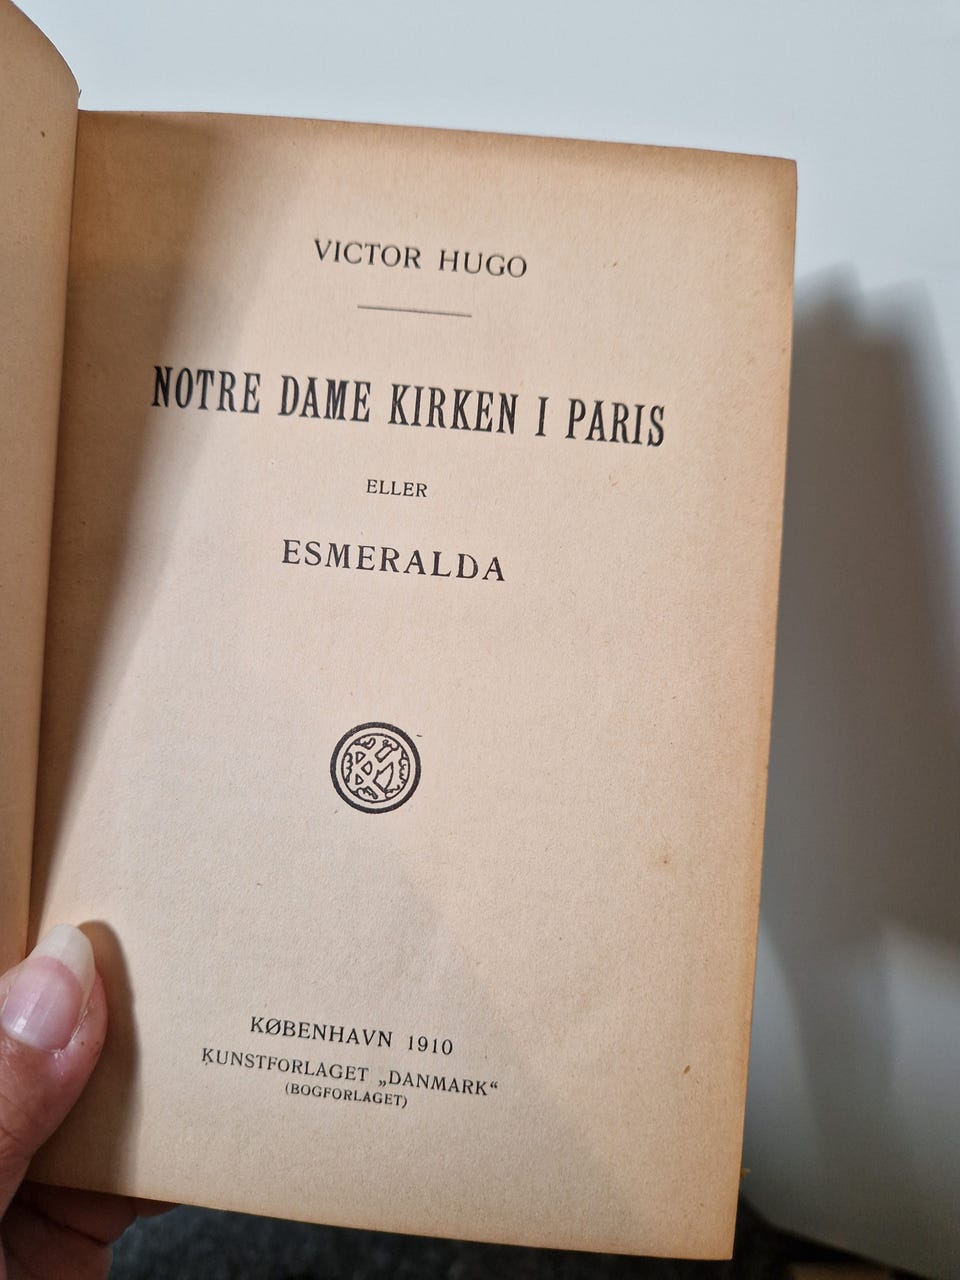 VICTOR HUGO
NOTRE DAME KIRKEN I PARIS
ELLER
ESMERALDA
KØBENHAVN 1910
KUNSTFORLAGET „DANMARK“
(BOGFORLAGET)